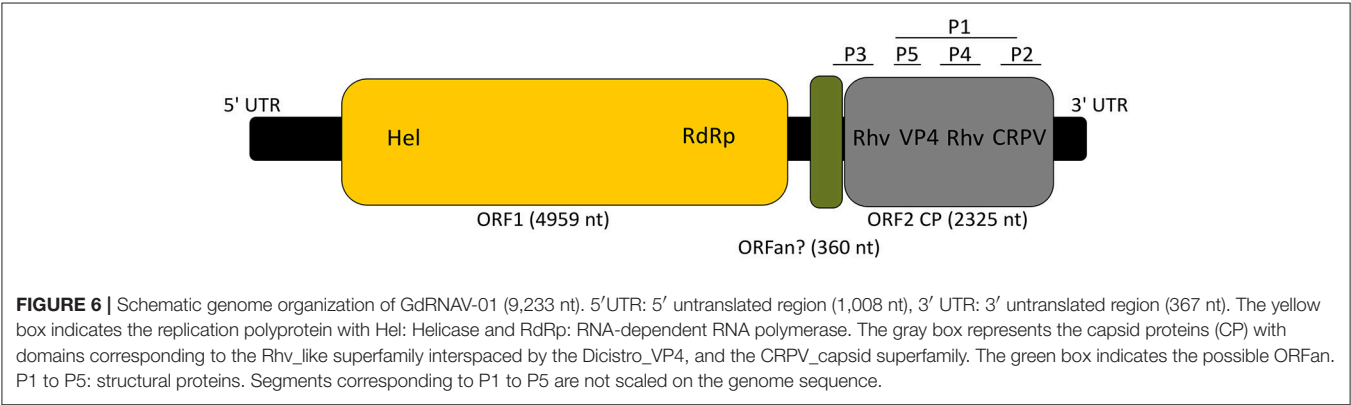 P1
P3 P5 P4 P2
5' UTR 3' UTR
Hel RdRp Rhv VP4 Rhv CRPV
ORF1 (4959 nt) ORF2 CP (2325 nt)
ORFan? (360 nt)
FIGURE 6 | Schematic genome organization of GdRNAV-01 (9,233 nt). 5′UTR: 5′ untranslated region (1,008 nt), 3′ UTR: 3′ untranslated region (367 nt). The yellow
box indicates the replication polyprotein with Hel: Helicase and RdRp: RNA-dependent RNA polymerase. The gray box represents the capsid proteins (CP) with
domains corresponding to the Rhv_like superfamily interspaced by the Dicistro_VP4, and the CRPV_capsid superfamily. The green box indicates the possible ORFan.
P1 to P5: structural proteins. Segments corresponding to P1 to P5 are not scaled on the genome sequence.